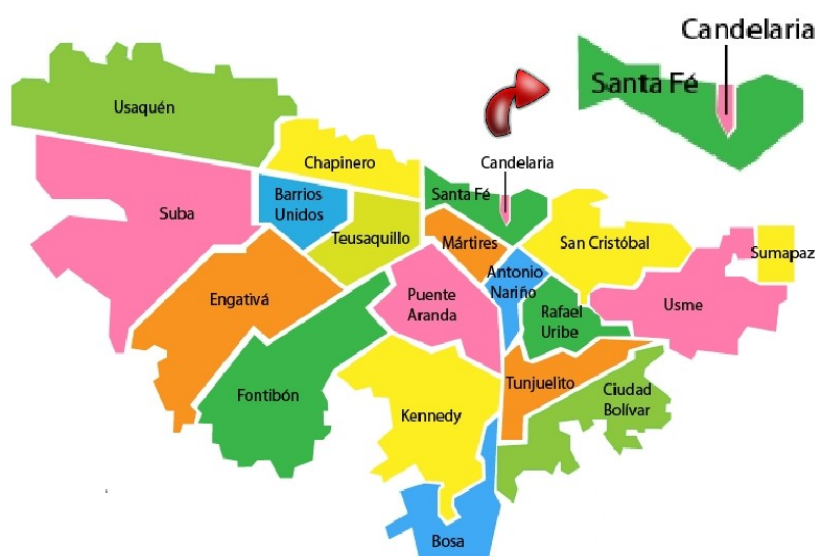 Candelaria
Santa Fé
Usaquén
Chapinero
Candelaria
Santa Fé
Barrios
Unidos
Suba
Teusaquillo
Mártires
San Cristóbal
Sumapaz
Antonio
Nariño
Engativá
Puente
Aranda
Usme
Rafael
Uribe
Tunjuelito
Fontibón
Ciudad
Bolívar
Kennedy
Bosa